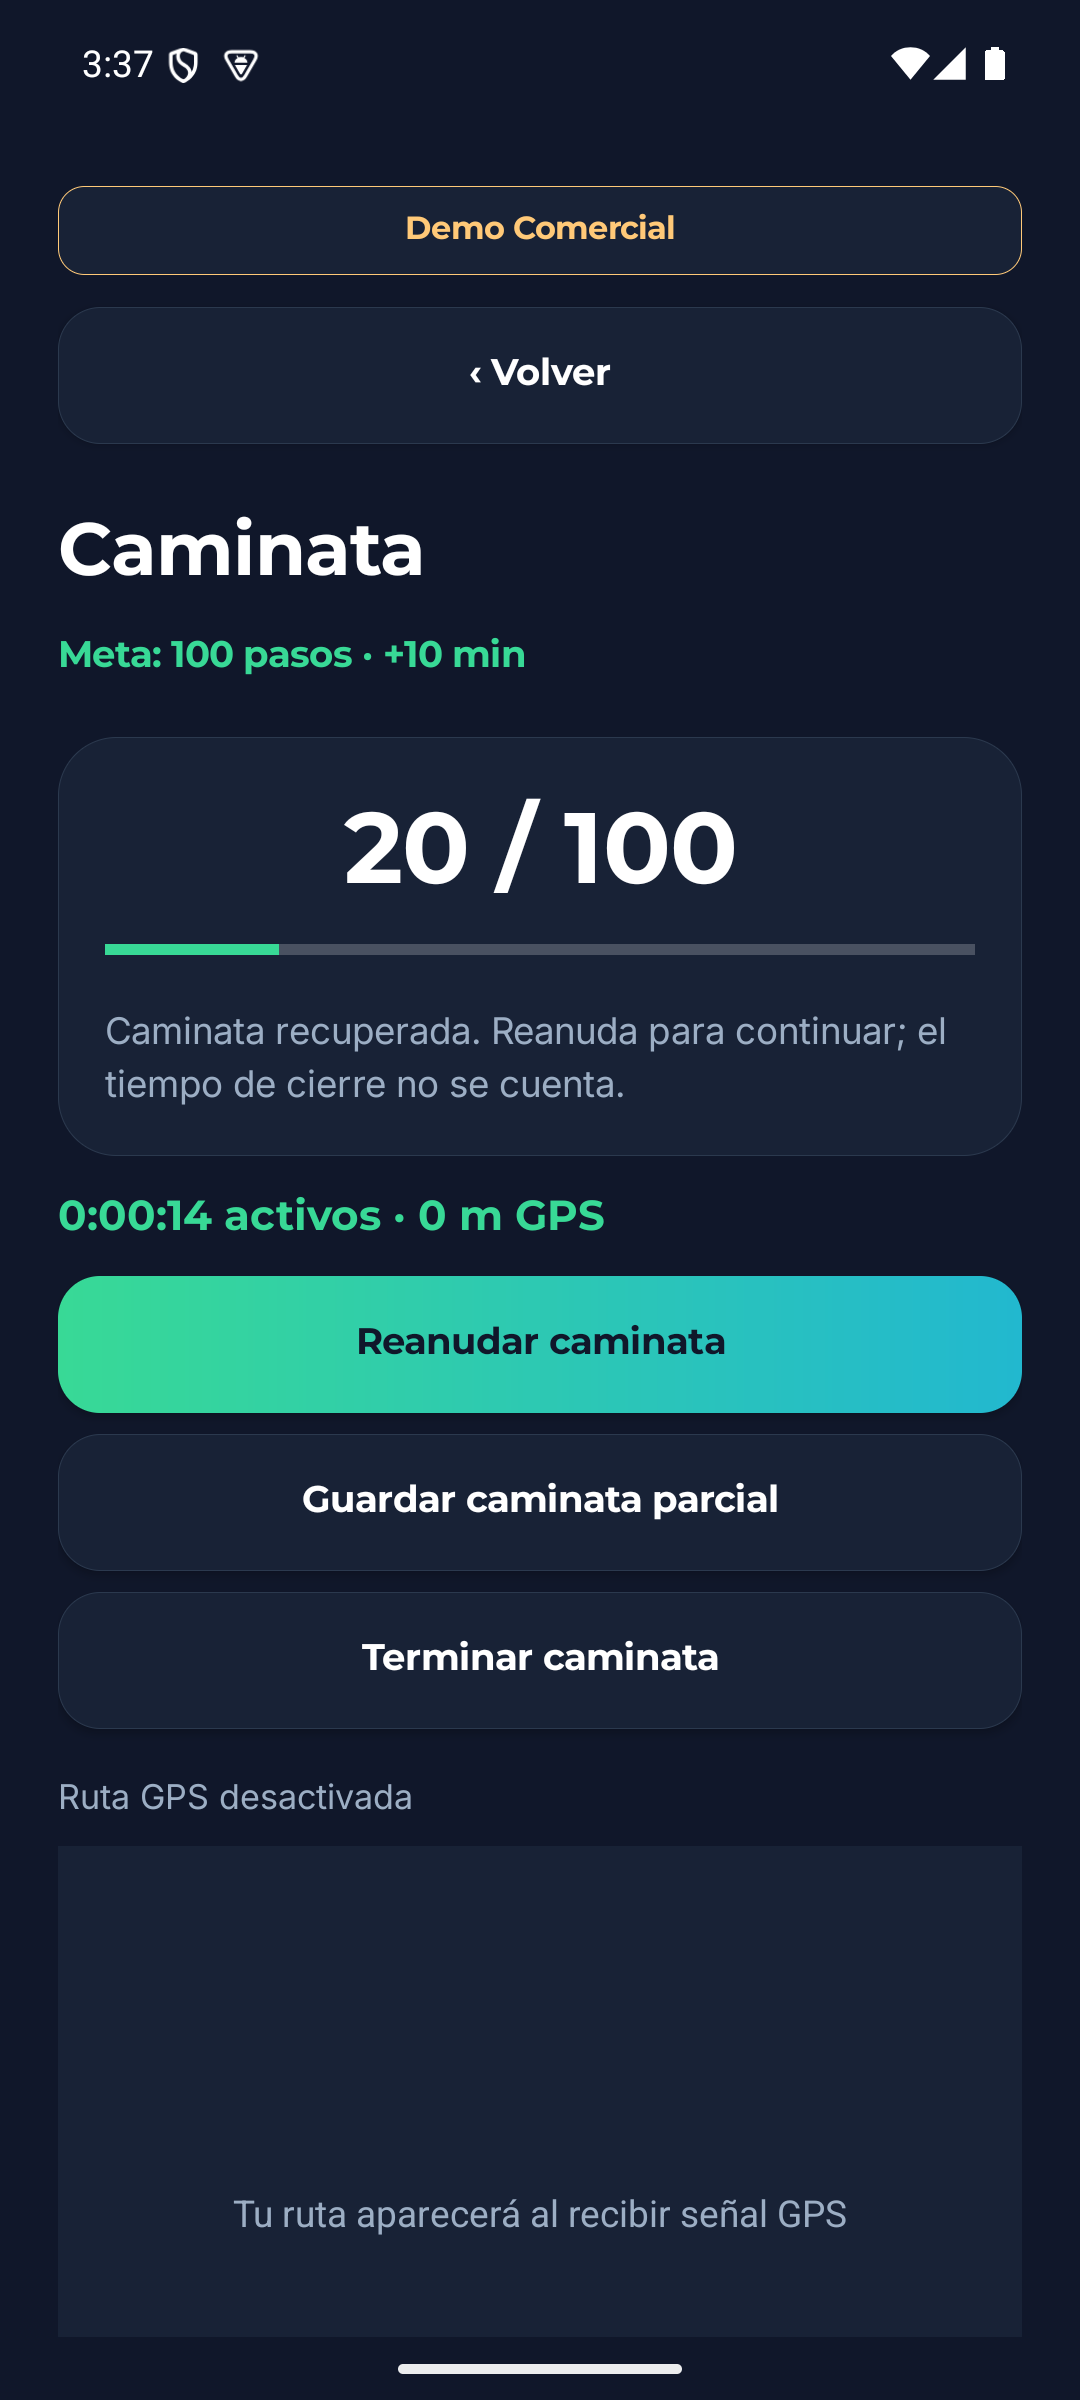 3:37
Demo Comercial
‹ Volver
Caminata
Meta: 100 pasos · +10 min
20 / 100
Caminata recuperada. Reanuda para continuar; el
tiempo de cierre no se cuenta.
0:00:14 activos · 0 m GPS
Reanudar caminata
Guardar caminata parcial
Terminar caminata
Ruta GPS desactivada
Tu ruta aparecerá al recibir señal GPS